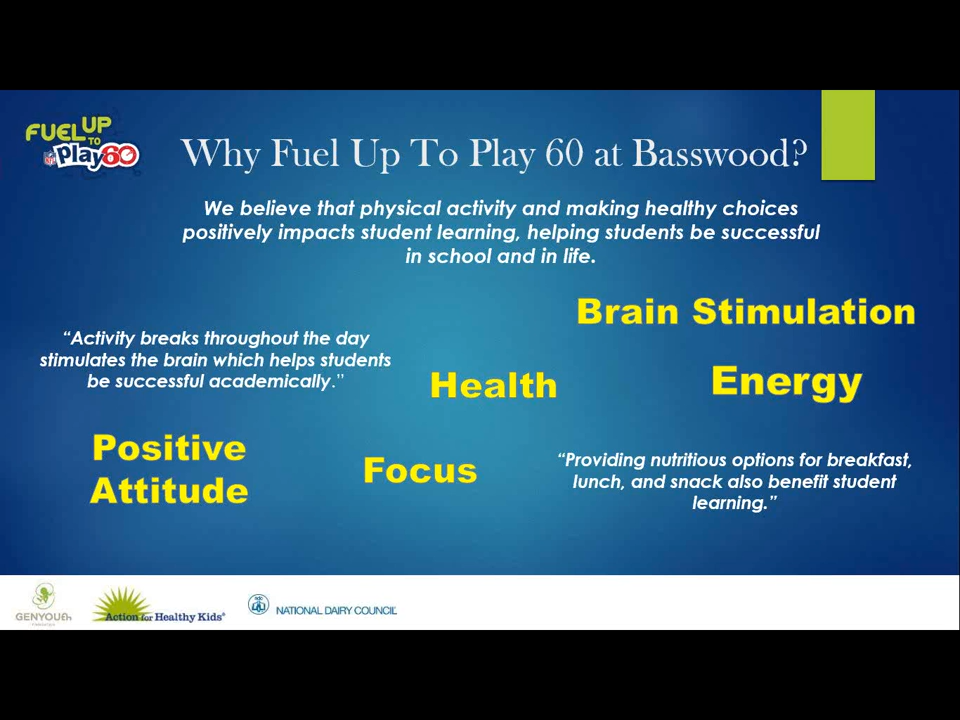 FUEL UP
TO
NFL Play 60
Why Fuel Up To Play 60 at Basswood?
We believe that physical activity and making healthy choices
positively impacts student learning, helping students be successful
in school and in life.
Brain Stimulation
“Activity breaks throughout the day
stimulates the brain which helps students
be successful academically.”
Health
Energy
Positive
Attitude
Focus
“Providing nutritious options for breakfast,
lunch, and snack also benefit student
learning.”
GENYOUth
Action for Healthy Kids®
NATIONAL DAIRY COUNCIL